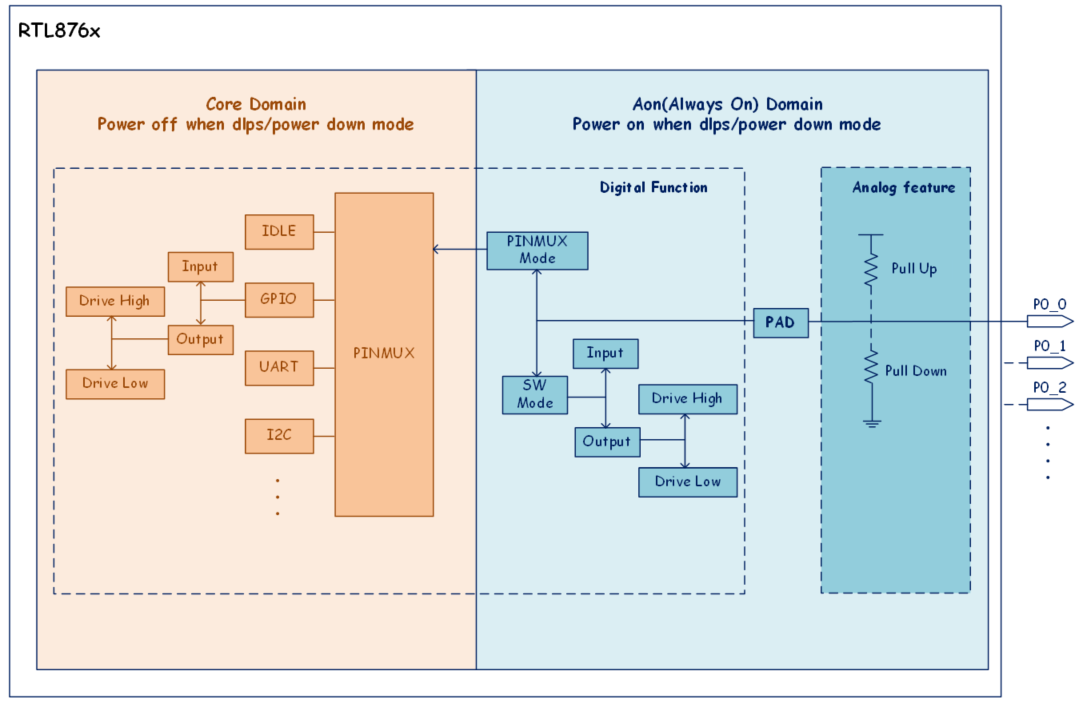 RTL876x
Core Domain
Power off when dlps/power down mode
Aon(Always On) Domain
Power on when dlps/power down mode
Digital Function
Analog feature
IDLE
GPIO
UART
I2C
Input
Output
Drive High
Drive Low
PINMUX
PINMUX
Mode
SW
Mode
Input
Output
Drive High
Drive Low
PAD
Pull Up
Pull Down
P0_0
P0_1
P0_2